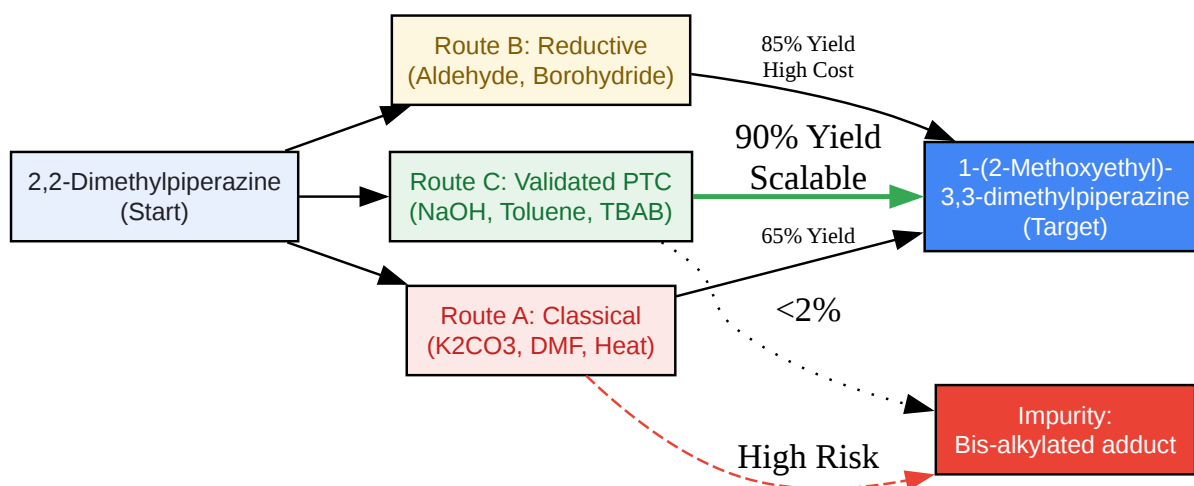 Route B: Reductive
(Aldehyde, Borohydride)
85% Yield
High Cost
2,2-Dimethylpiperazine
(Start)
Route C: Validated PTC
(NaOH, Toluene, TBAB)
90% Yield
Scalable
1-(2-Methoxyethyl)-
3,3-dimethylpiperazine
(Target)
65% Yield
Route A: Classical
(K2CO3, DMF, Heat)
<2%
Impurity:
Bis-alkylated adduct
High Risk